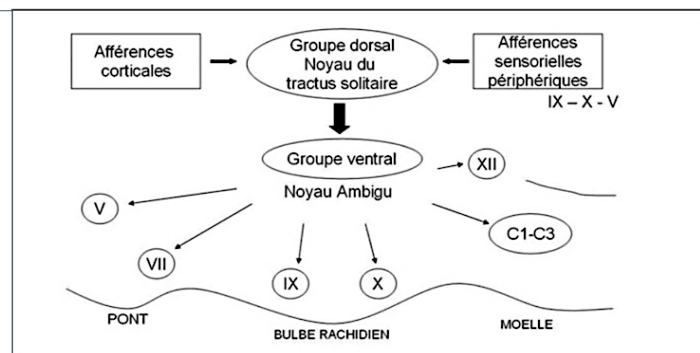 Afférences
corticales
Groupe dorsal
Noyau du
tractus solitaire
Afférences
sensorielles
périphériques
IX – X - V
Groupe ventral
XII
Noyau Ambigu
V
C1-C3
VII
IX
X
PONT
BULBE RACHIDIEN
MOELLE